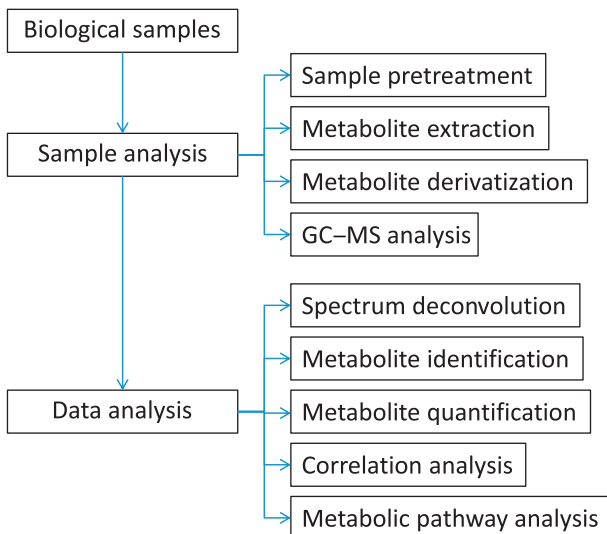 Biological samples
Sample analysis
Sample pretreatment
Metabolite extraction
Metabolite derivatization
GC–MS analysis
Data analysis
Spectrum deconvolution
Metabolite identification
Metabolite quantification
Correlation analysis
Metabolic pathway analysis